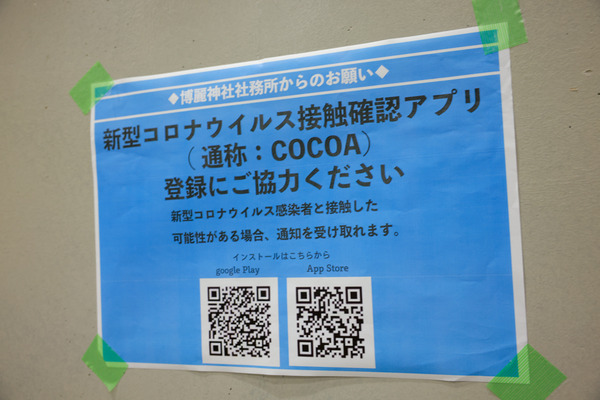 ◆博麗神社社務所からのお願い◆
新型コロナウイルス接触確認アプリ
（通称：COCOA）
登録にご協力ください
新型コロナウイルス感染者と接触した
可能性がある場合、通知を受け取れます。
インストールはこちらから
google Play App Store